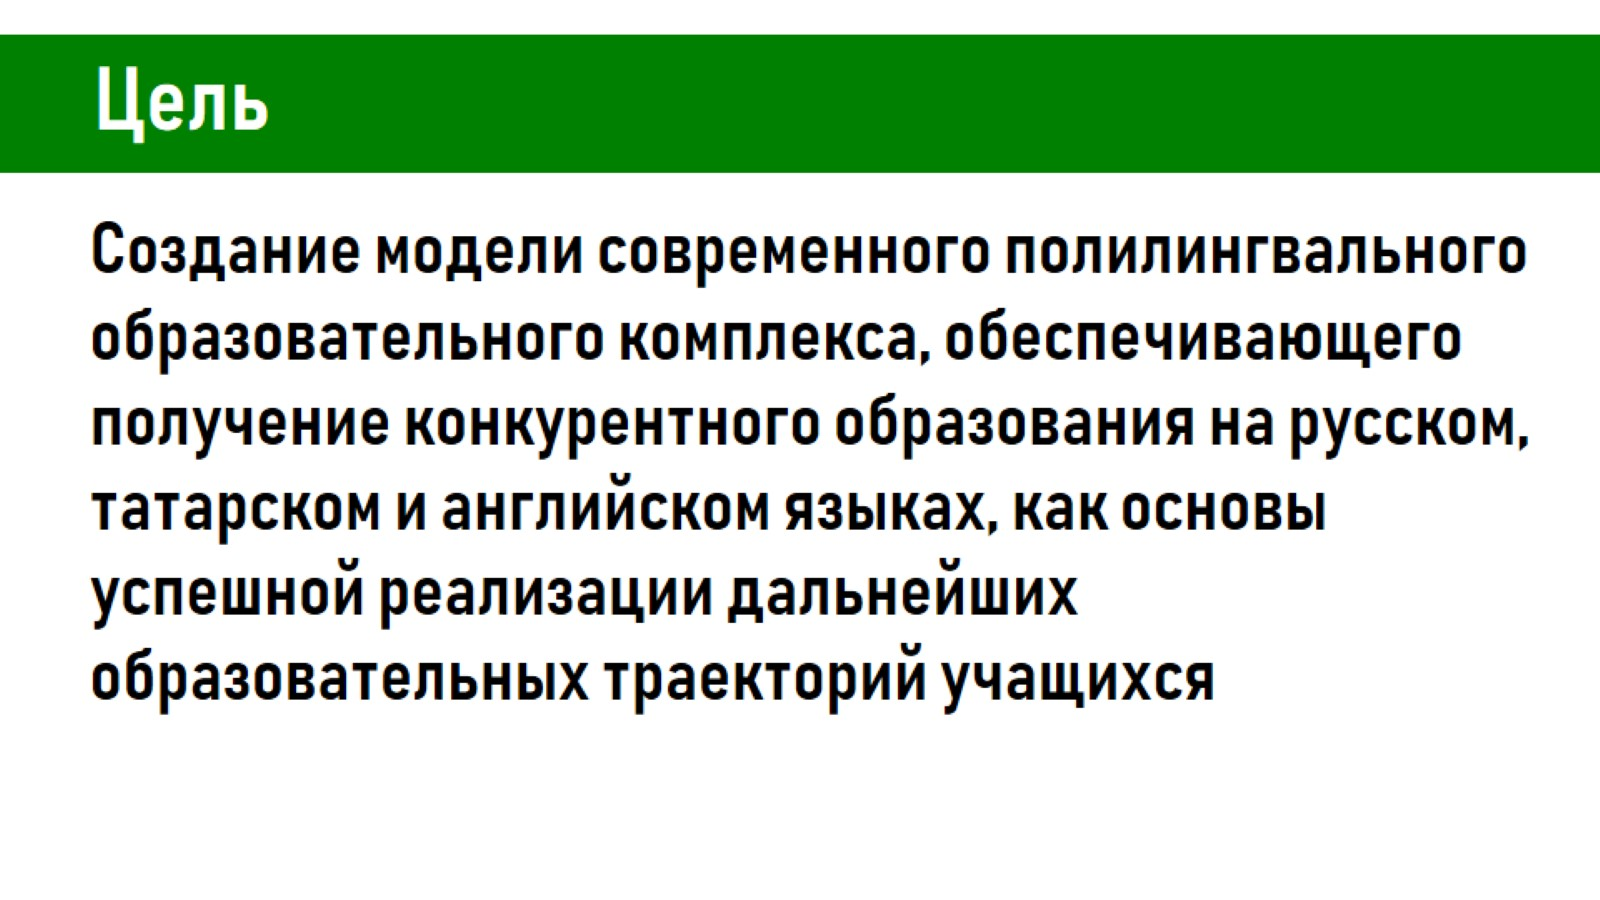 Цель
Создание модели современного полилингвального
образовательного комплекса, обеспечивающего
получение конкурентного образования на русском,
татарском и английском языках, как основы
успешной реализации дальнейших
образовательных траекторий учащихся